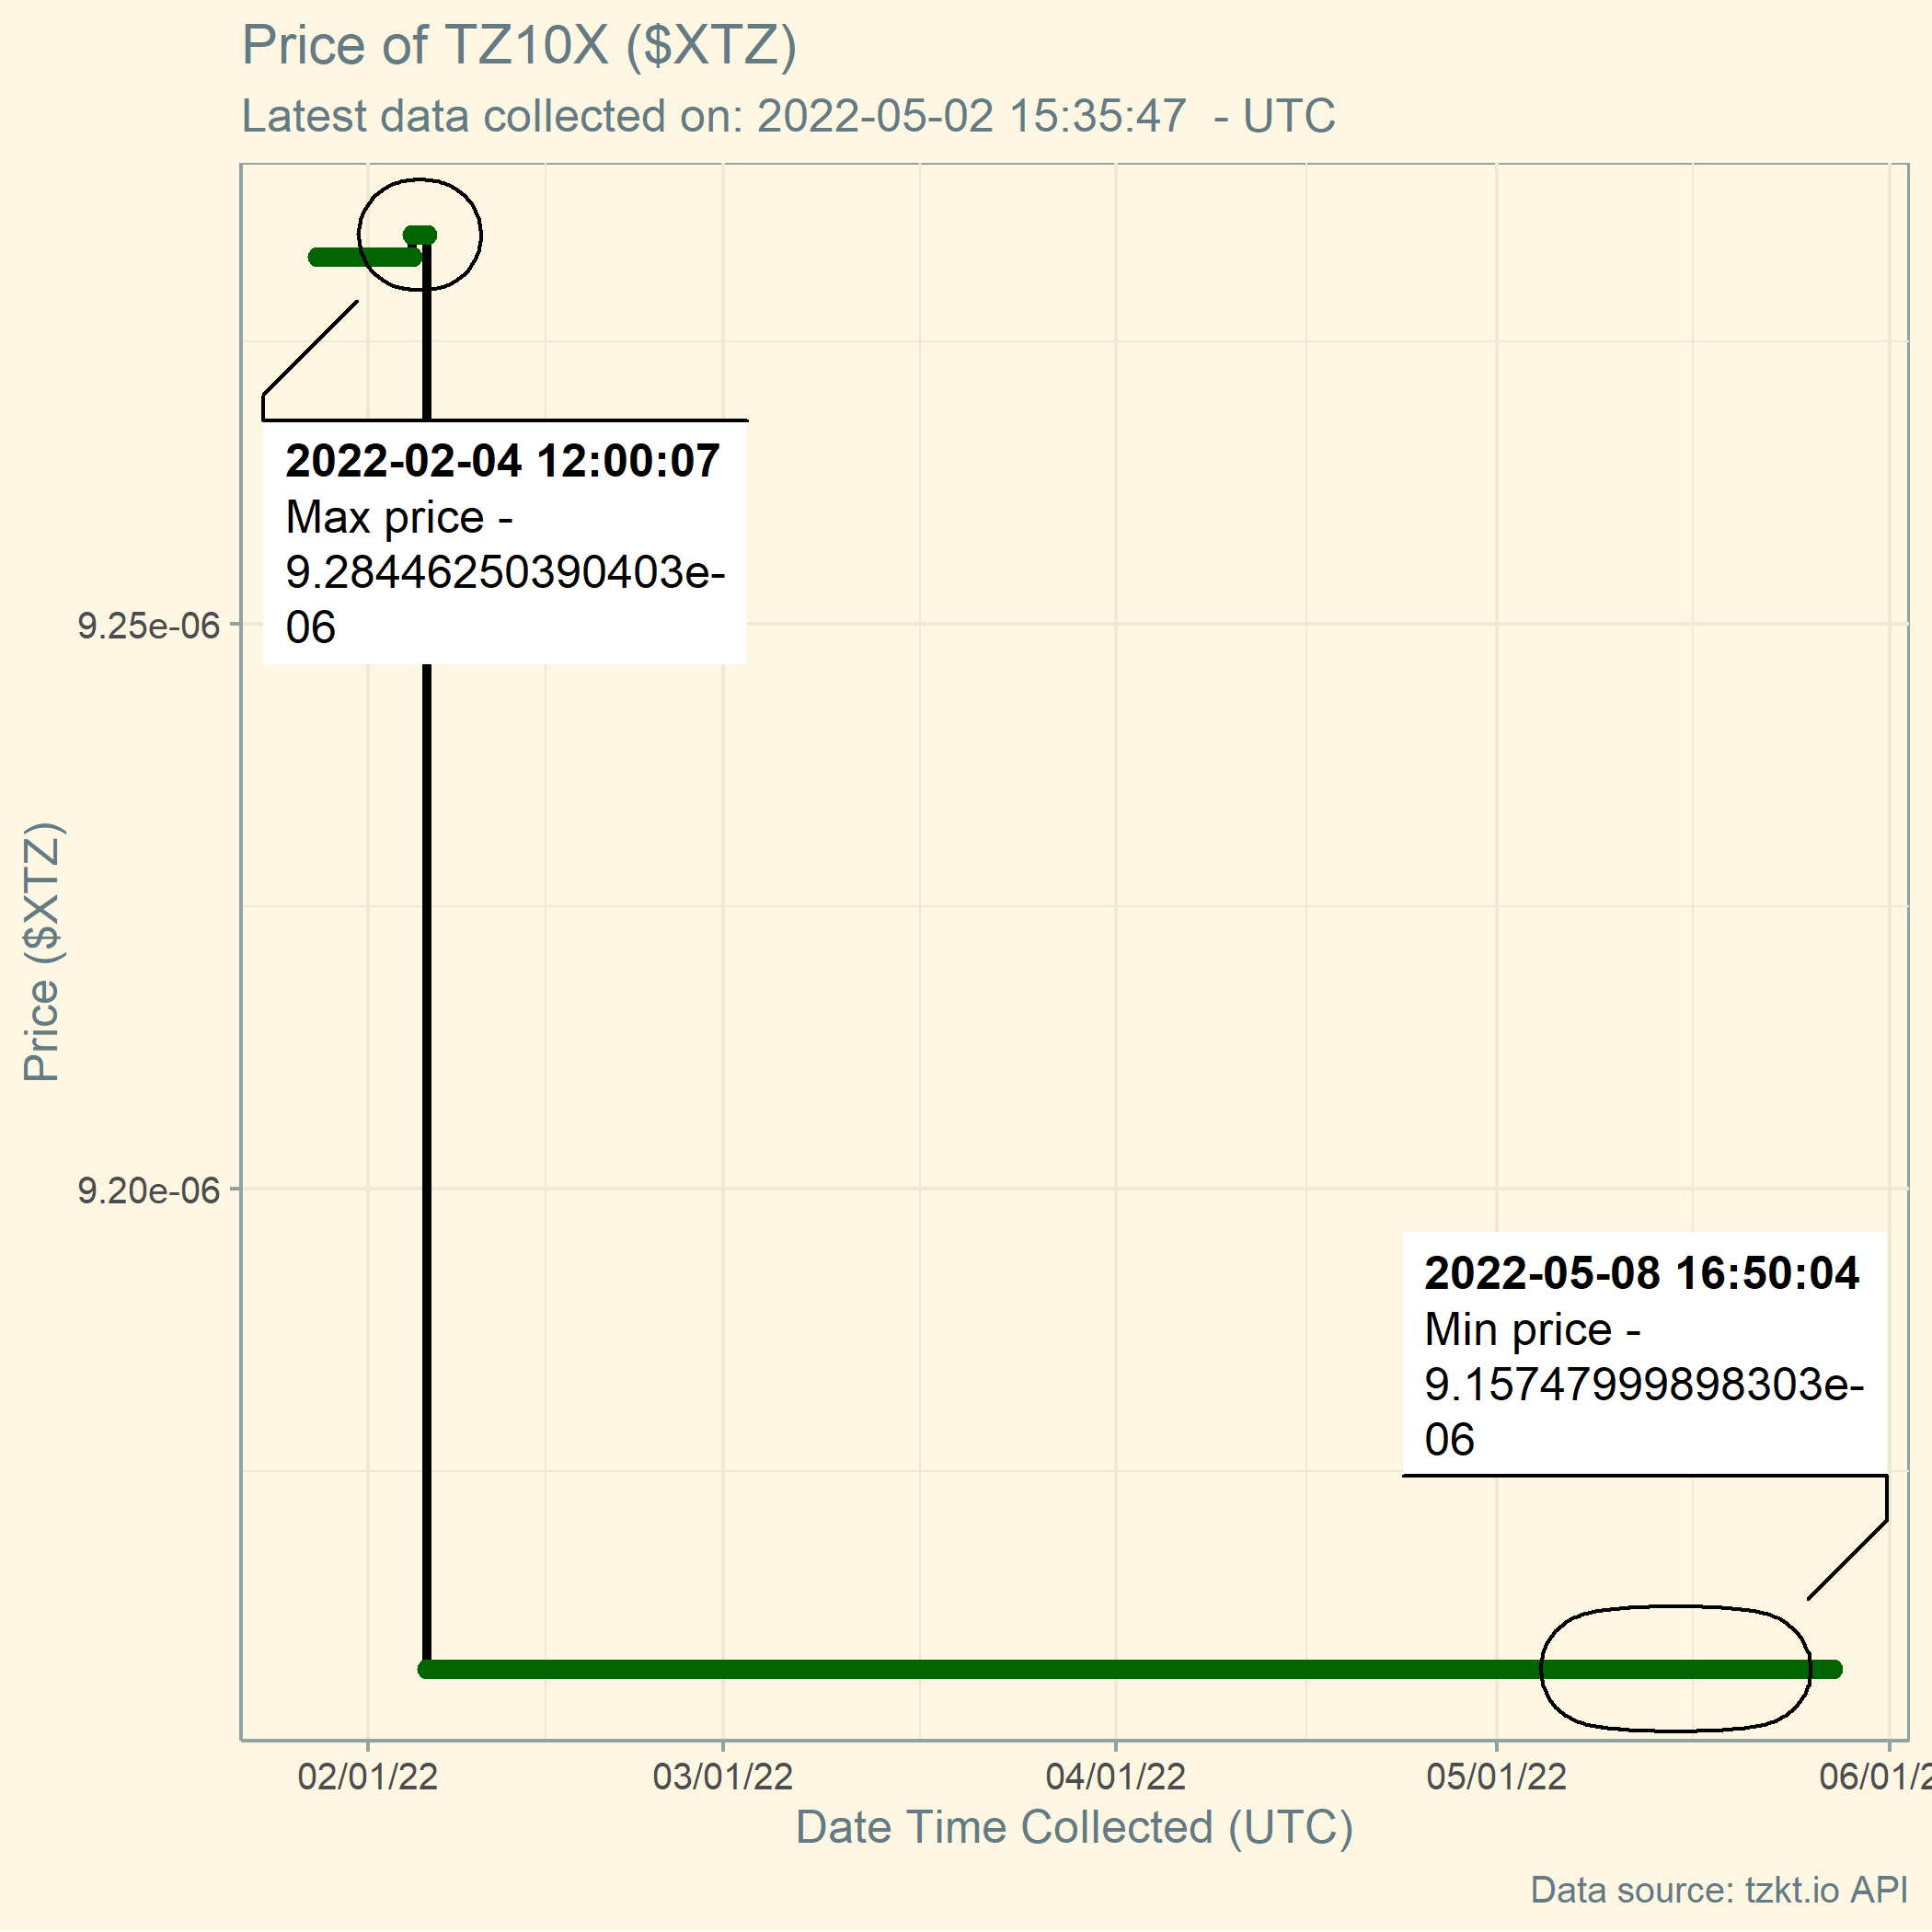 Price of TZ10X ($XTZ)
Latest data collected on: 2022-05-02 15:35:47  - UTC
2022-02-04 12:00:07
Max price -
9.28446250390403e-
06
9.25e-06
Price ($XTZ)
9.20e-06
2022-05-08 16:50:04
Min price -
9.15747999898303e-
06
02/01/22
03/01/22
04/01/22
05/01/22
06/01/2
Date Time Collected (UTC)
Data source: tzkt.io API